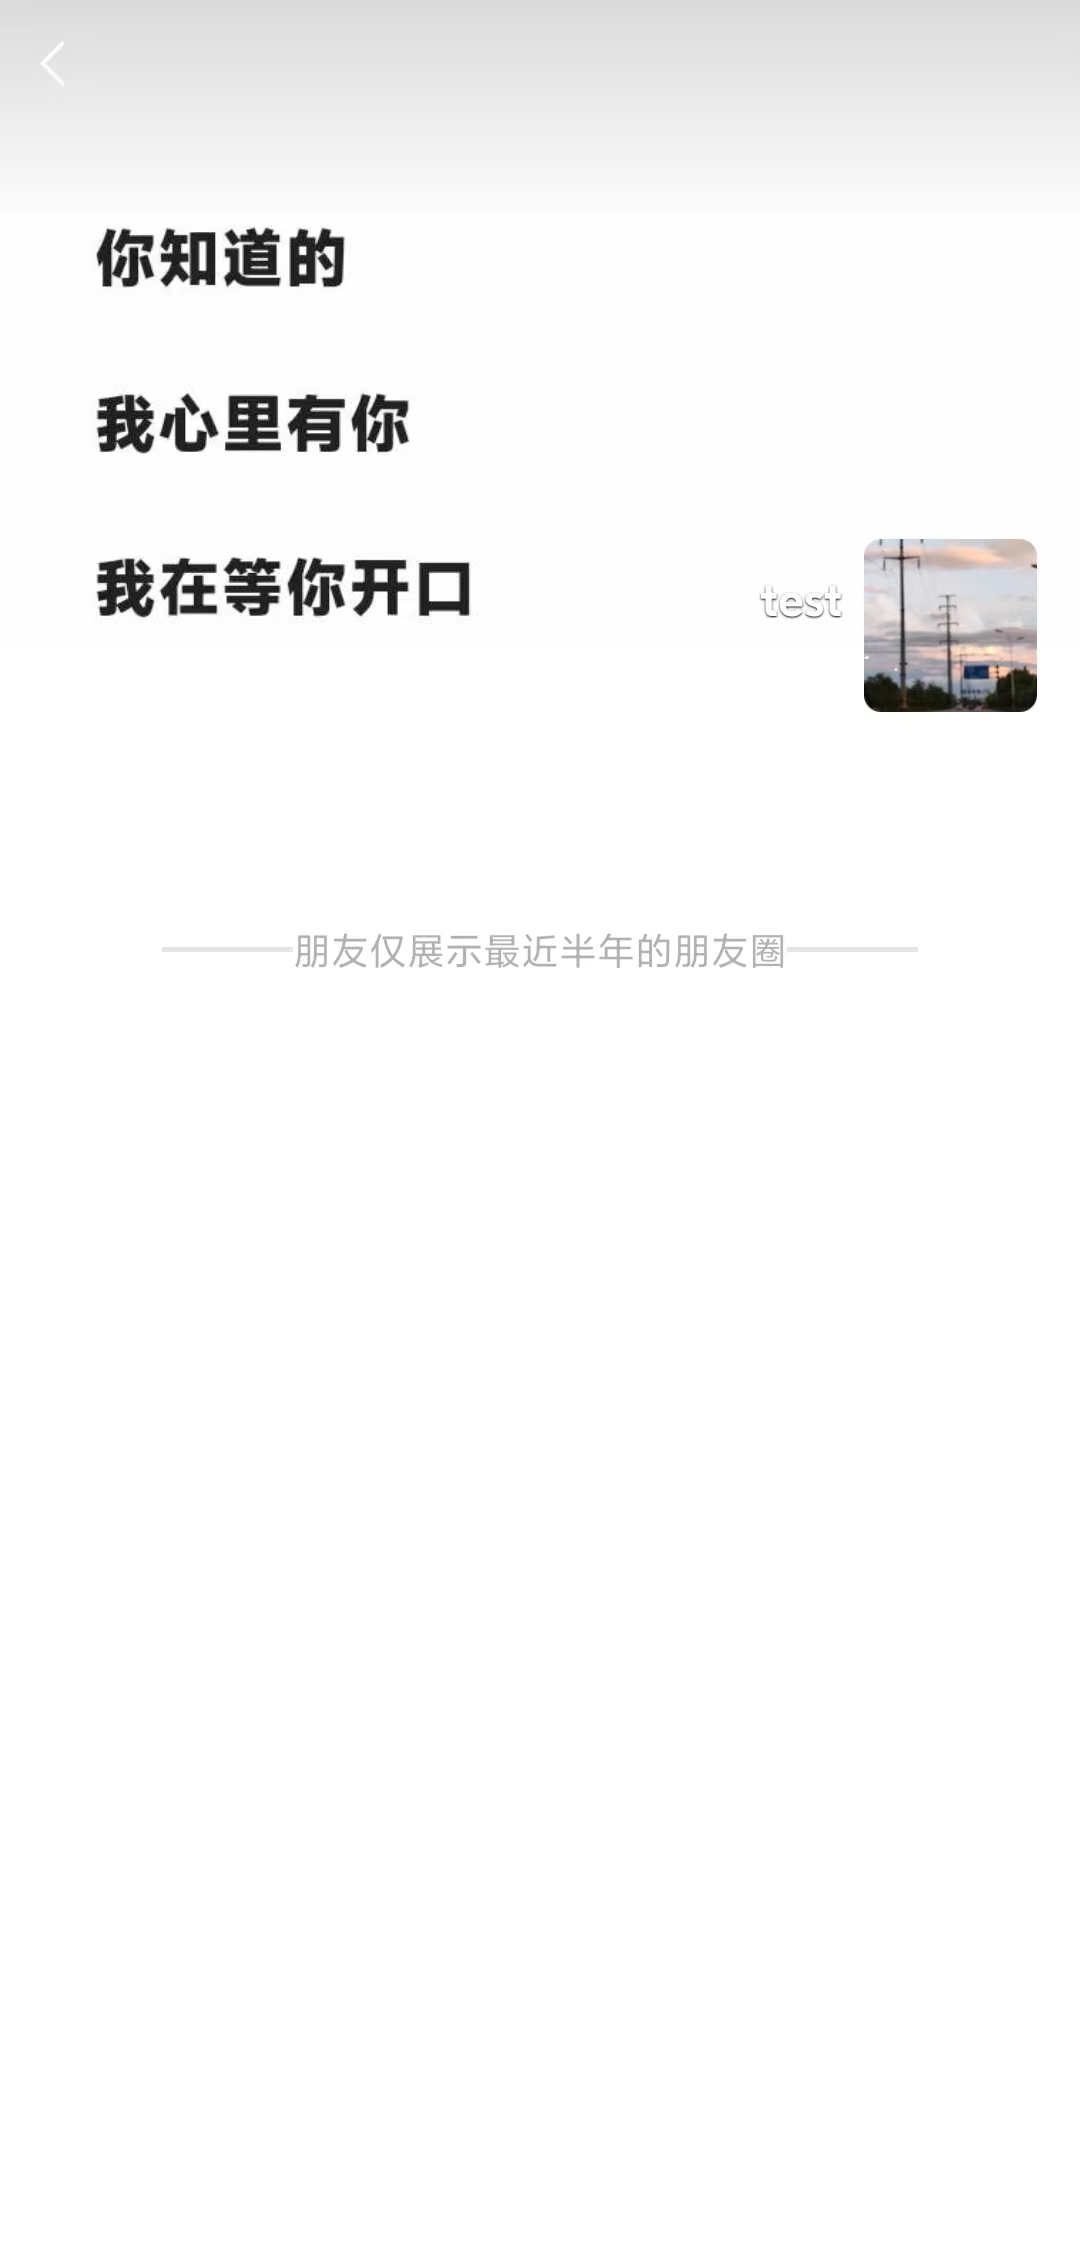 你知道的
我心里有你
我在等你开口
test
朋友仅展示最近半年的朋友圈